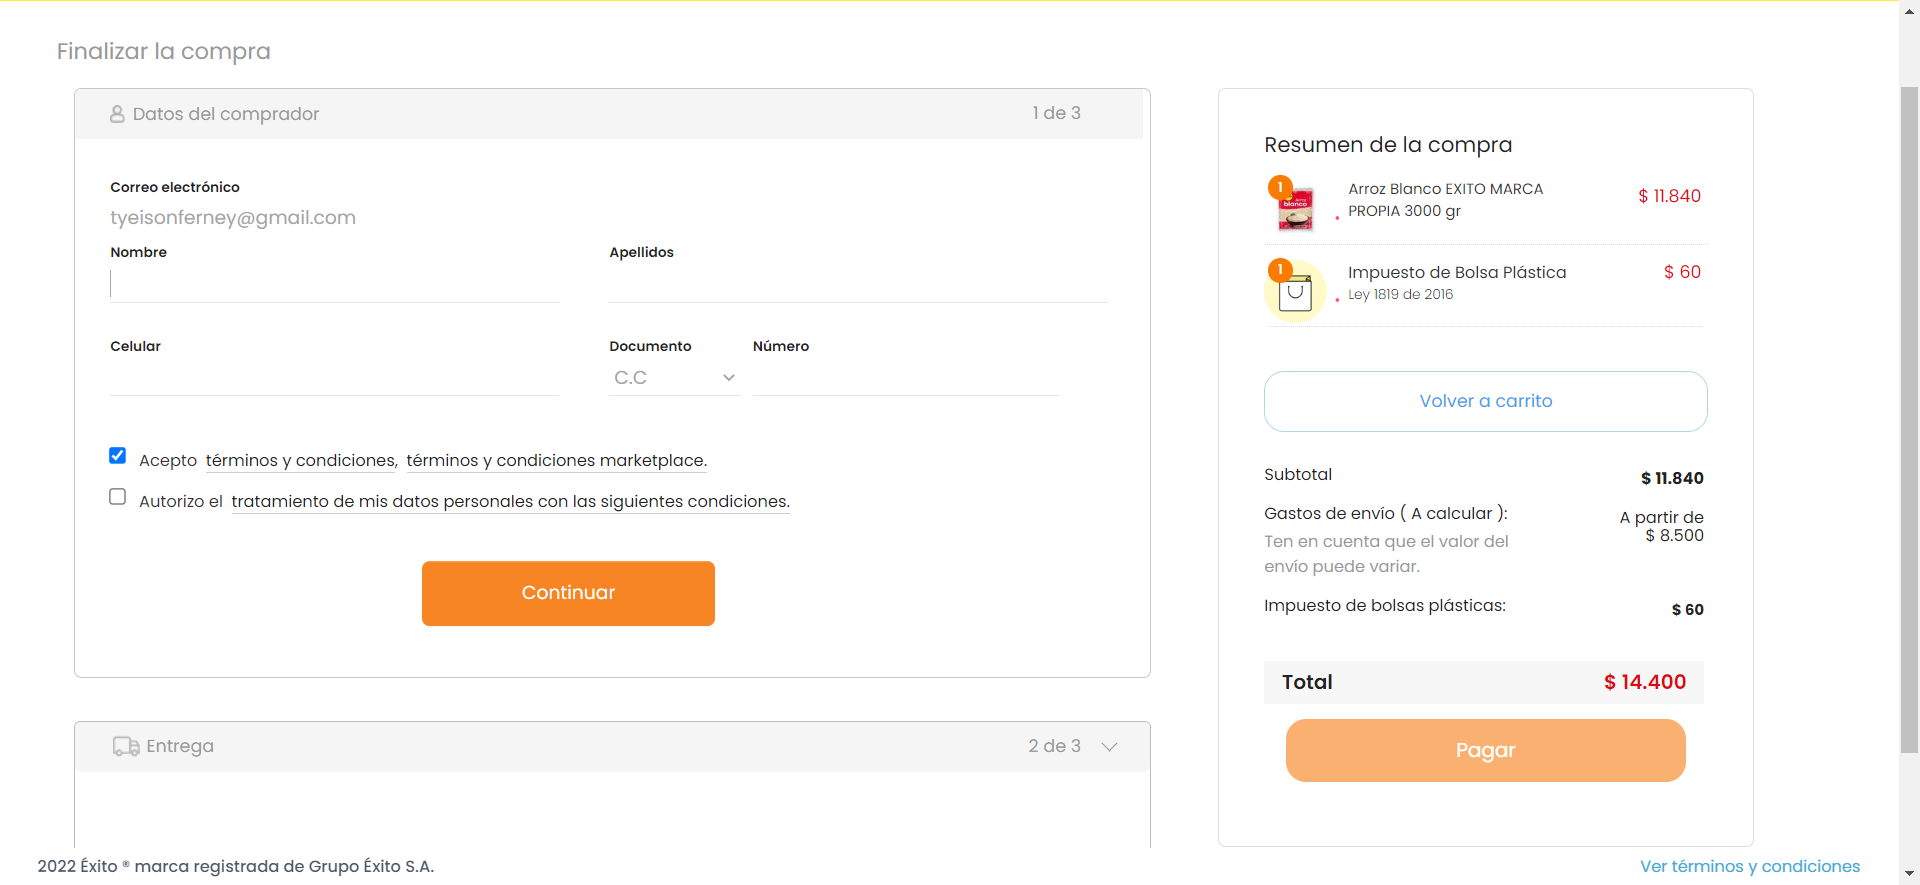 Finalizar la compra
Datos del comprador
1 de 3
Correo electrónico
tyeisonferney@gmail.com
Nombre
Apellidos
Celular
Documento
Número
C.C
Acepto términos y condiciones, términos y condiciones marketplace.
Autorizo el tratamiento de mis datos personales con las siguientes condiciones.
Continuar
Entrega
2 de 3
Resumen de la compra
1
blanco
Arroz Blanco EXITO MARCA
PROPIA 3000 gr
$ 11.840
1
Impuesto de Bolsa Plástica
Ley 1819 de 2016
$ 60
Volver a carrito
Subtotal
$ 11.840
Gastos de envío ( A calcular ):
A partir de
$ 8.500
Ten en cuenta que el valor del
envío puede variar.
Impuesto de bolsas plásticas:
$ 60
Total
$ 14.400
Pagar
2022 Éxito ® marca registrada de Grupo Éxito S.A.
Ver términos y condiciones